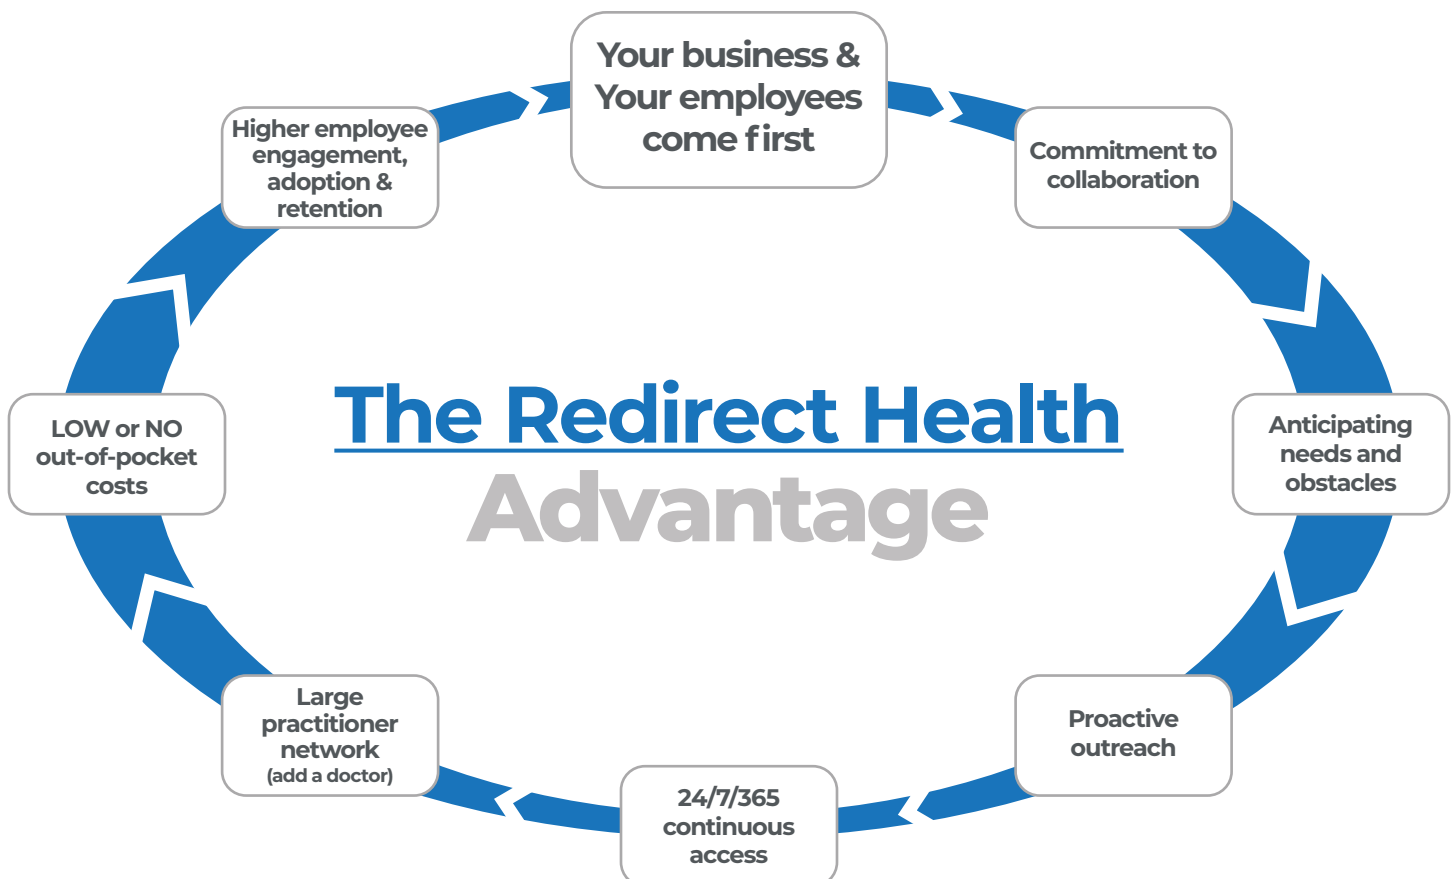 Your business &
Your employees
come first
Higher employee
engagement,
adoption &
retention
Commitment to
collaboration
The Redirect Health
Advantage
LOW or NO
out-of-pocket
costs
Anticipating
needs and
obstacles
Large
practitioner
network
(add a doctor)
Proactive
outreach
24/7/365
continuous
access